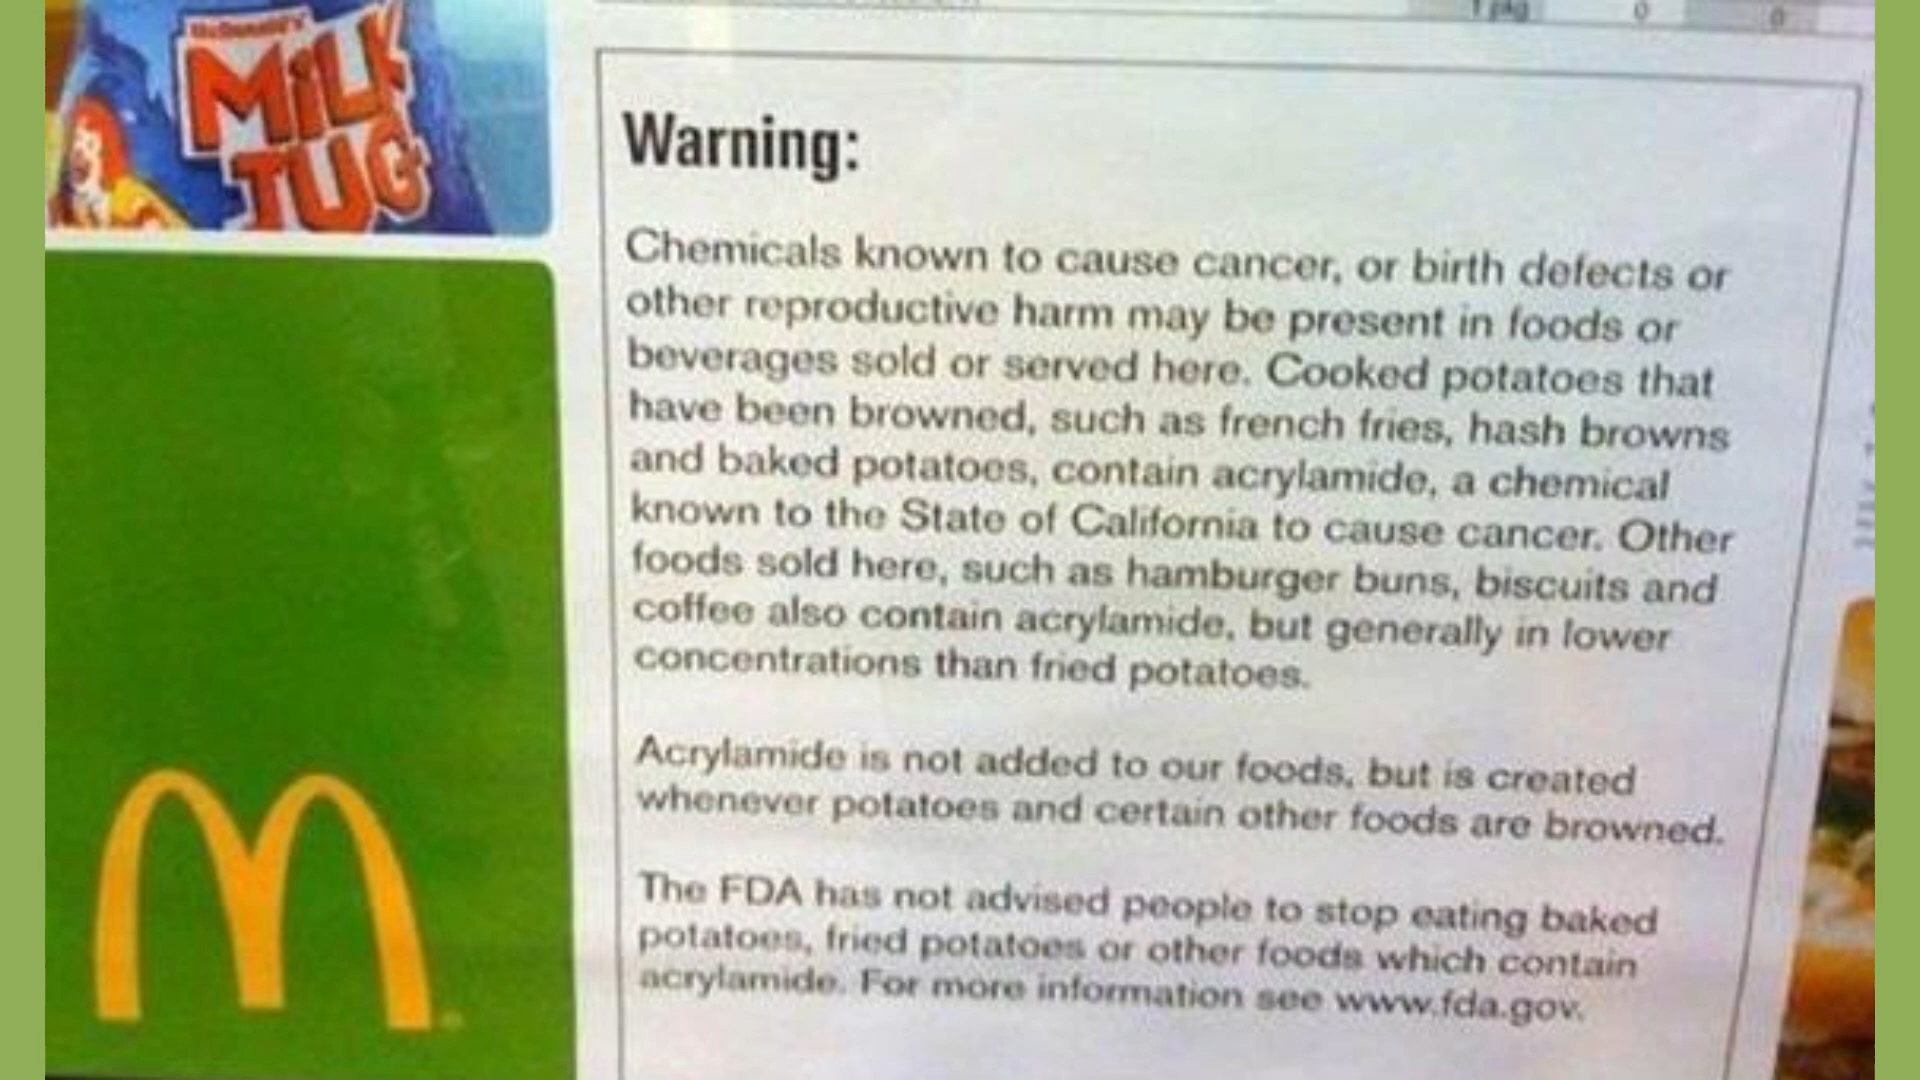 McDonald's
MiLK
JUG
1 pkg 0 0
Warning:
Chemicals known to cause cancer, or birth defects or
other reproductive harm may be present in foods or
beverages sold or served here. Cooked potatoes that
have been browned, such as french fries, hash browns
and baked potatoes, contain acrylamide, a chemical
known to the State of California to cause cancer. Other
foods sold here, such as hamburger buns, biscuits and
coffee also contain acrylamide, but generally in lower
concentrations than fried potatoes.
Acrylamide is not added to our foods, but is created
whenever potatoes and certain other foods are browned.
The FDA has not advised people to stop eating baked
potatoes, fried potatoes or other foods which contain
acrylamide. For more information see www.fda.gov.